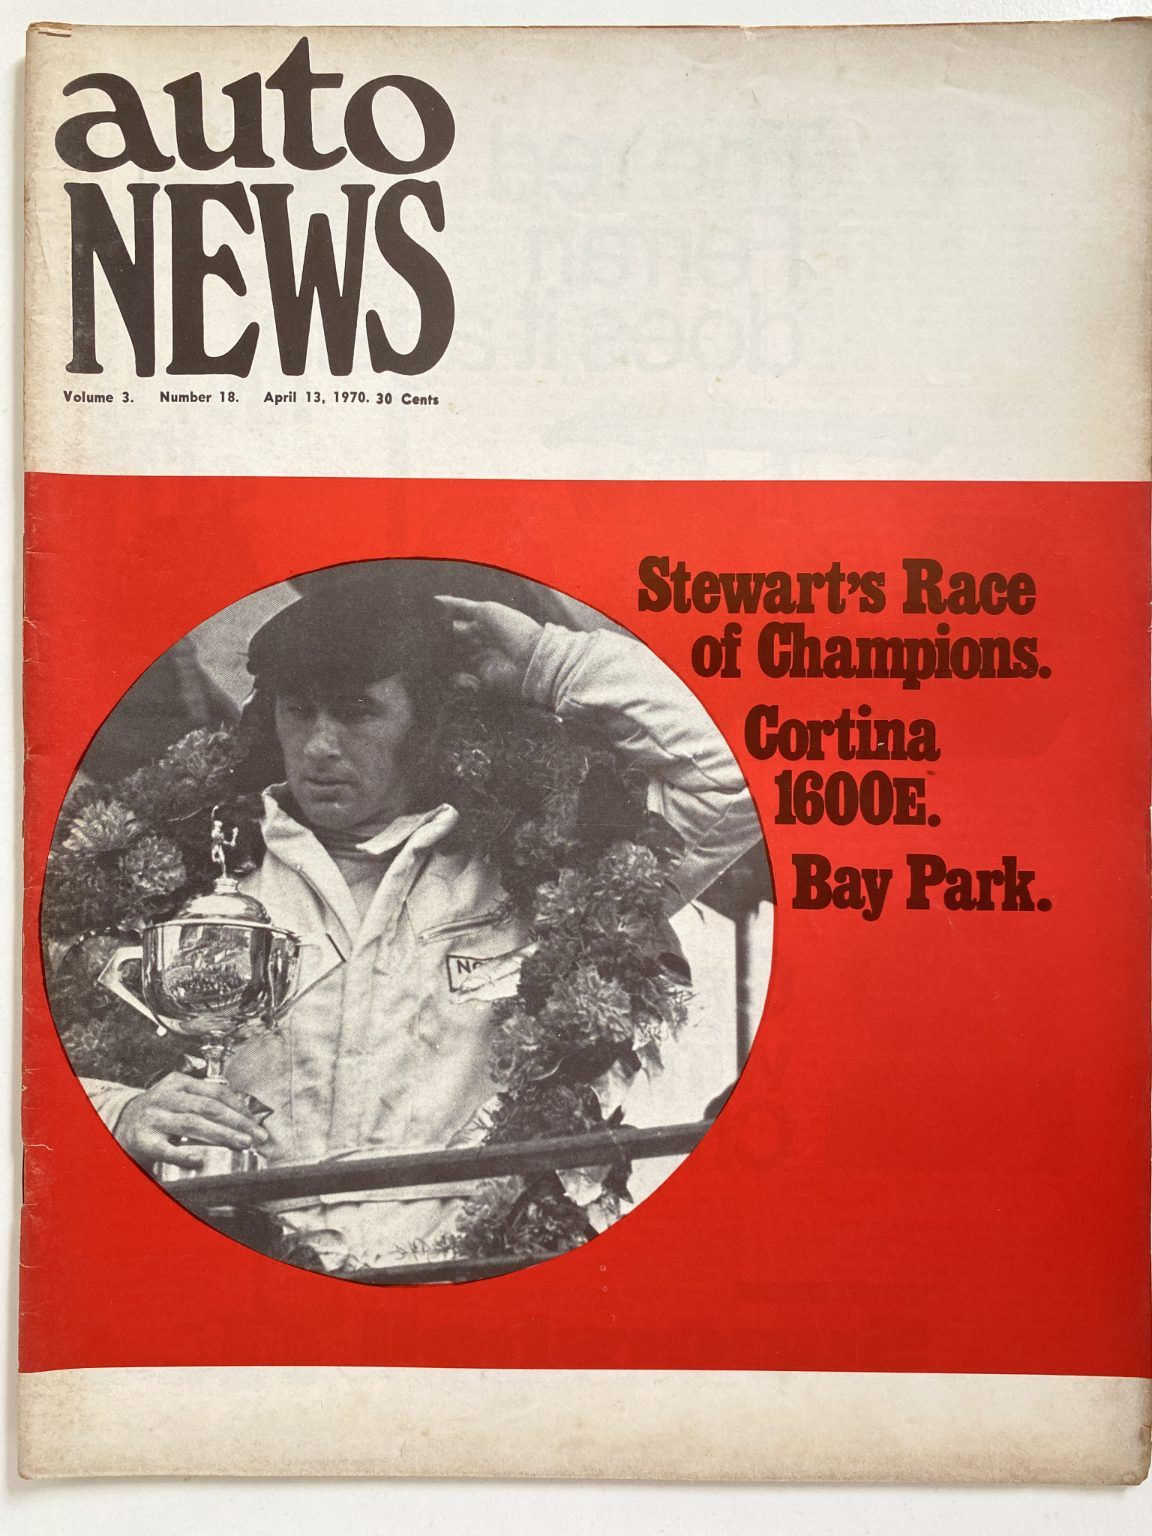 auto
NEWS
Volume 3. Number 18. April 13, 1970. 30 Cents
Stewart's Race
of Champions.
Cortina
1600E.
Bay Park.